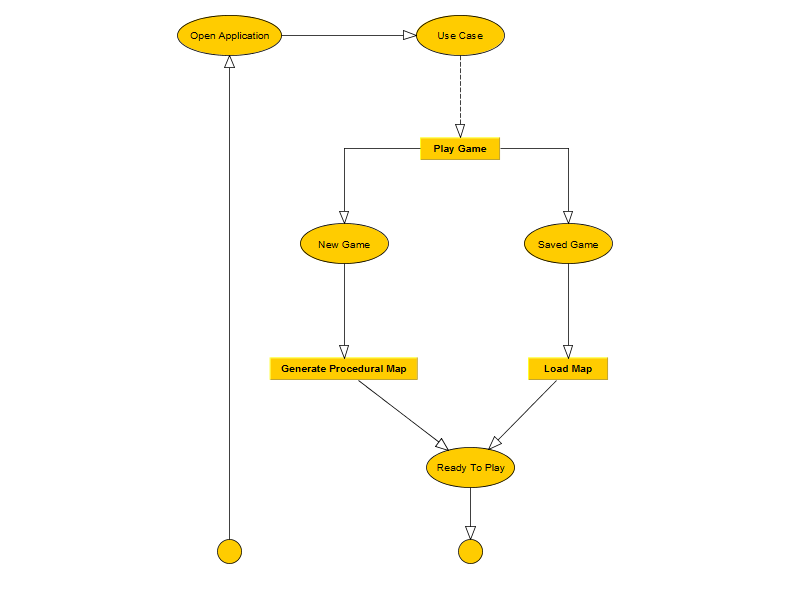 Open Application
Use Case
Play Game
New Game
Saved Game
Generate Procedural Map
Load Map
Ready To Play